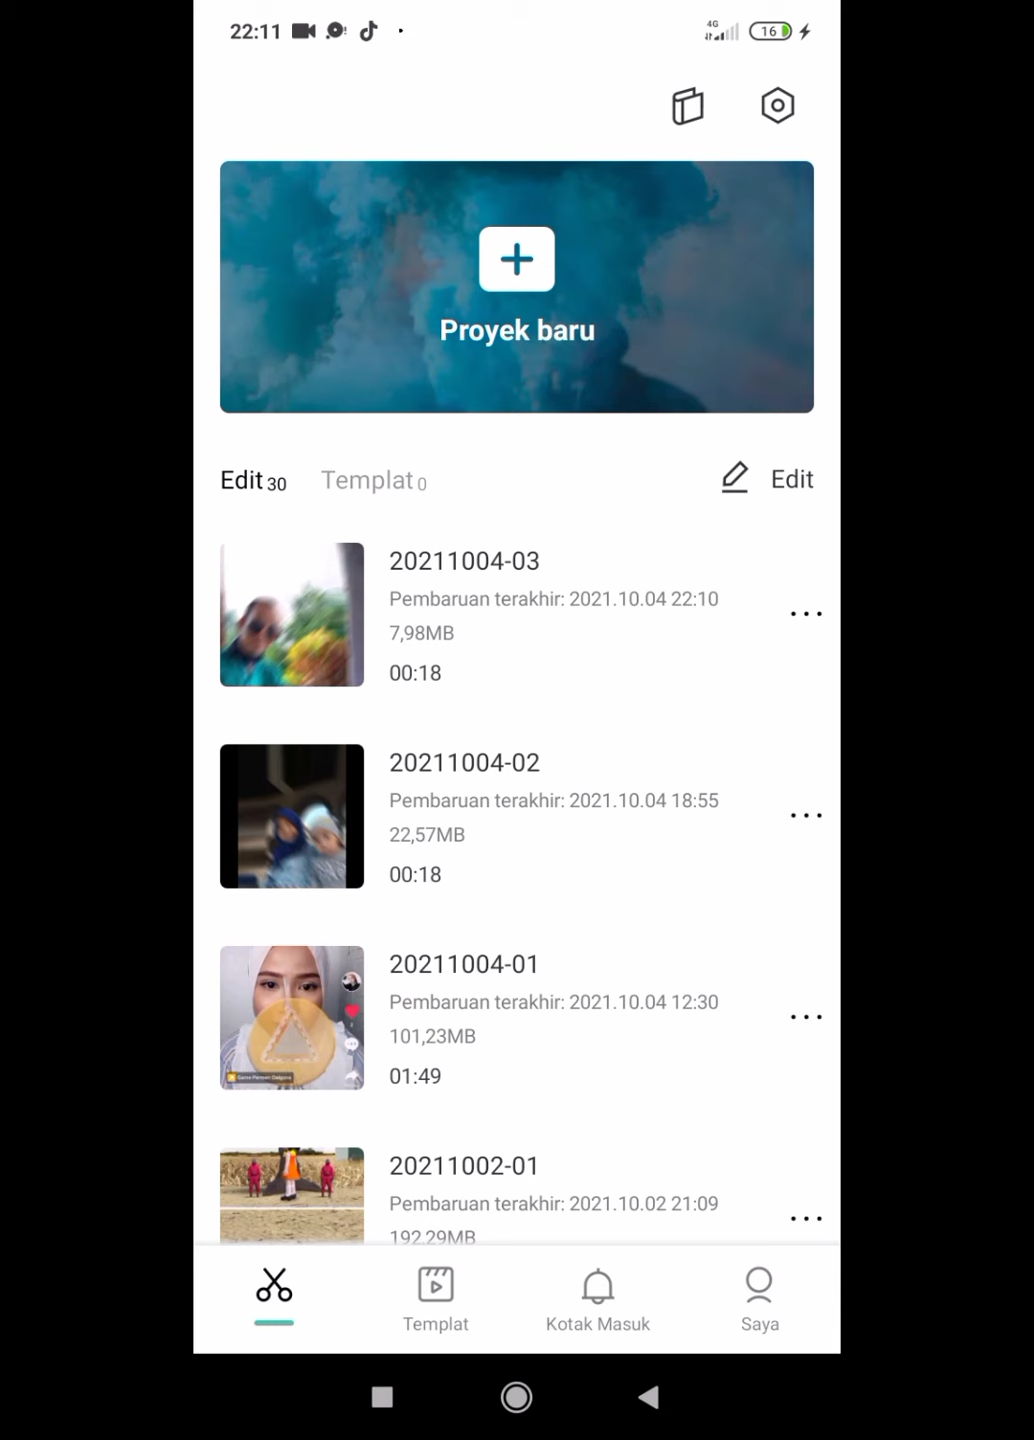 22:11
4G
16
Proyek baru
Edit 30 Templat 0 Edit
20211004-03
Pembaruan terakhir: 2021.10.04 22:10
7,98MB
00:18
20211004-02
Pembaruan terakhir: 2021.10.04 18:55
22,57MB
00:18
20211004-01
Pembaruan terakhir: 2021.10.04 12:30
101,23MB
01:49
20211002-01
Pembaruan terakhir: 2021.10.02 21:09
192,29MB
Templat Kotak Masuk Saya